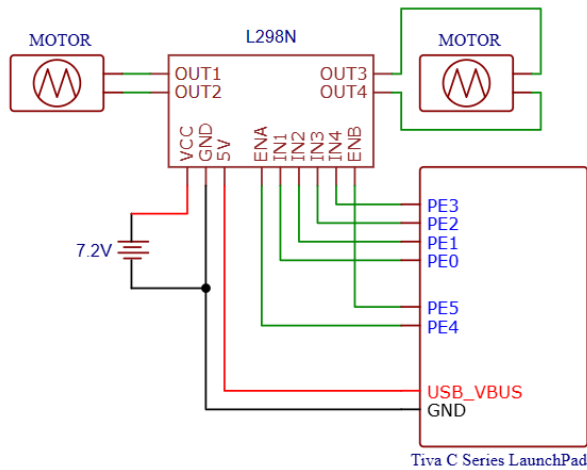 L298N
MOTOR
MOTOR
OUT1
OUT2
OUT3
OUT4
VCC
GND
5V
ENA
IN1
IN2
IN3
IN4
ENB
7.2V
PE3
PE2
PE1
PE0
PE5
PE4
USB_VBUS
GND
Tiva C Series LaunchPad